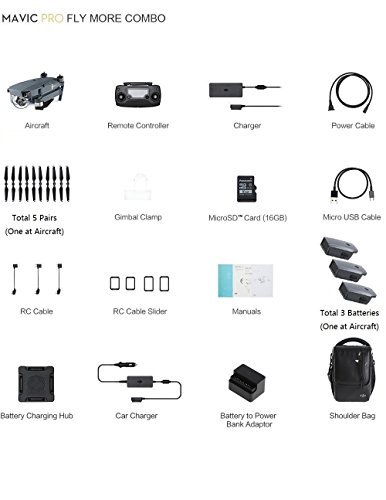 MAVIC PRO FLY MORE COMBO
Aircraft
Remote Controller
Charger
Power Cable
Total 5 Pairs
(One at Aircraft)
Gimbal Clamp
MicroSD™ Card (16GB)
Micro USB Cable
RC Cable
RC Cable Slider
Manuals
Total 3 Batteries
(One at Aircraft)
Battery Charging Hub
Car Charger
Battery to Power
Bank Adaptor
Shoulder Bag